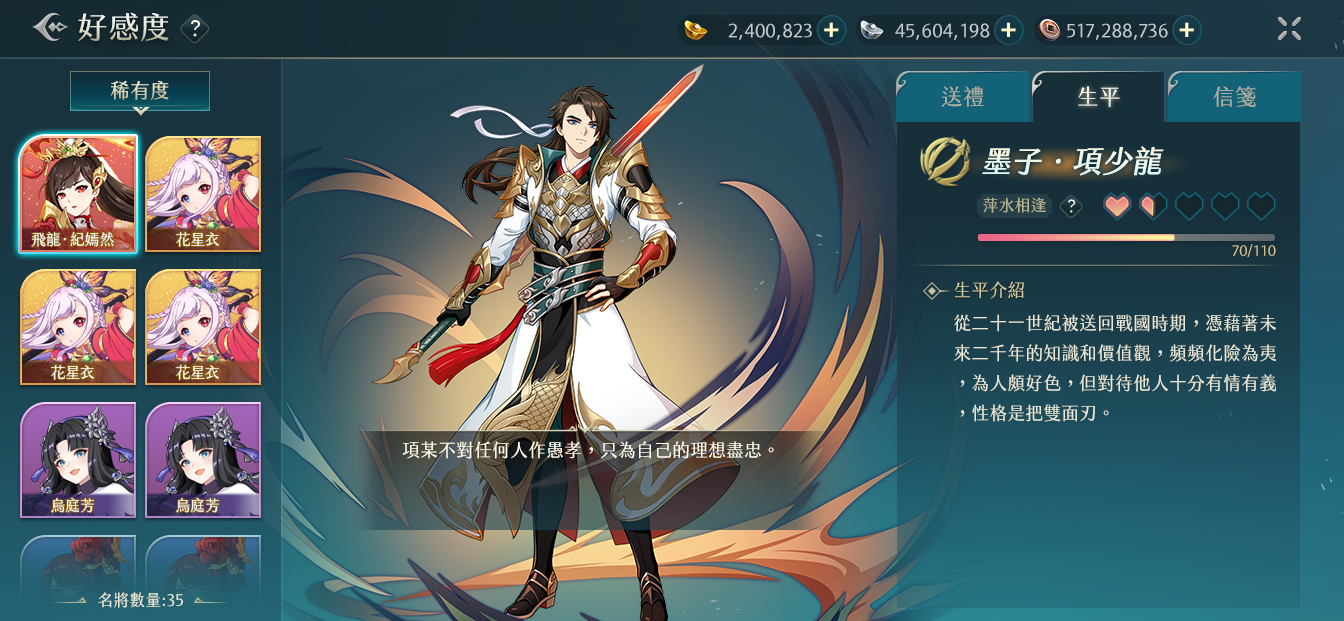 好感度 ?
2,400,823 +
45,604,198 +
517,288,736 +
稀有度
飛龍·紀嫣然
花星衣
花星衣
花星衣
烏庭芳
烏庭芳
名將數量:35
項某不對任何人作愚孝，只為自己的理想盡忠。
送禮
生平
信箋
墨子·項少龍
萍水相逢 ?
70/110
生平介紹
從二十一世紀被送回戰國時期，憑藉著未
來二千年的知識和價值觀，頻頻化險為夷
，為人頗好色，但對待他人十分有情有義
，性格是把雙面刃。